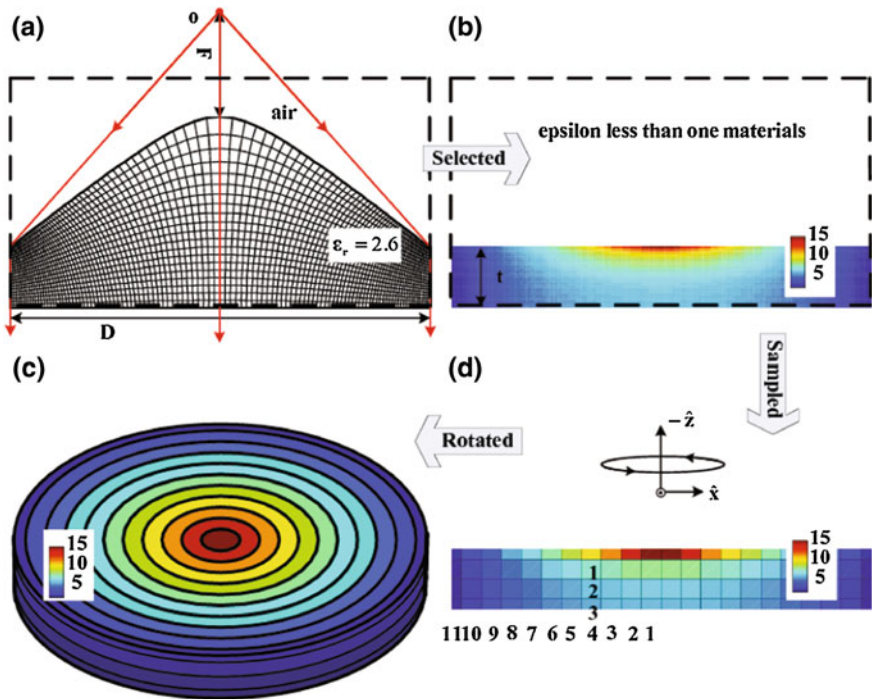 (a)
o
F
air
εr = 2.6
D
Selected
(b)
epsilon less than one materials
15
10
5
t
Sampled
(c)
15
10
5
Rotated
(d)
−ẑ
x̂
15
10
5
1
2
3
11 10 9 8 7 6 5 4 3 2 1